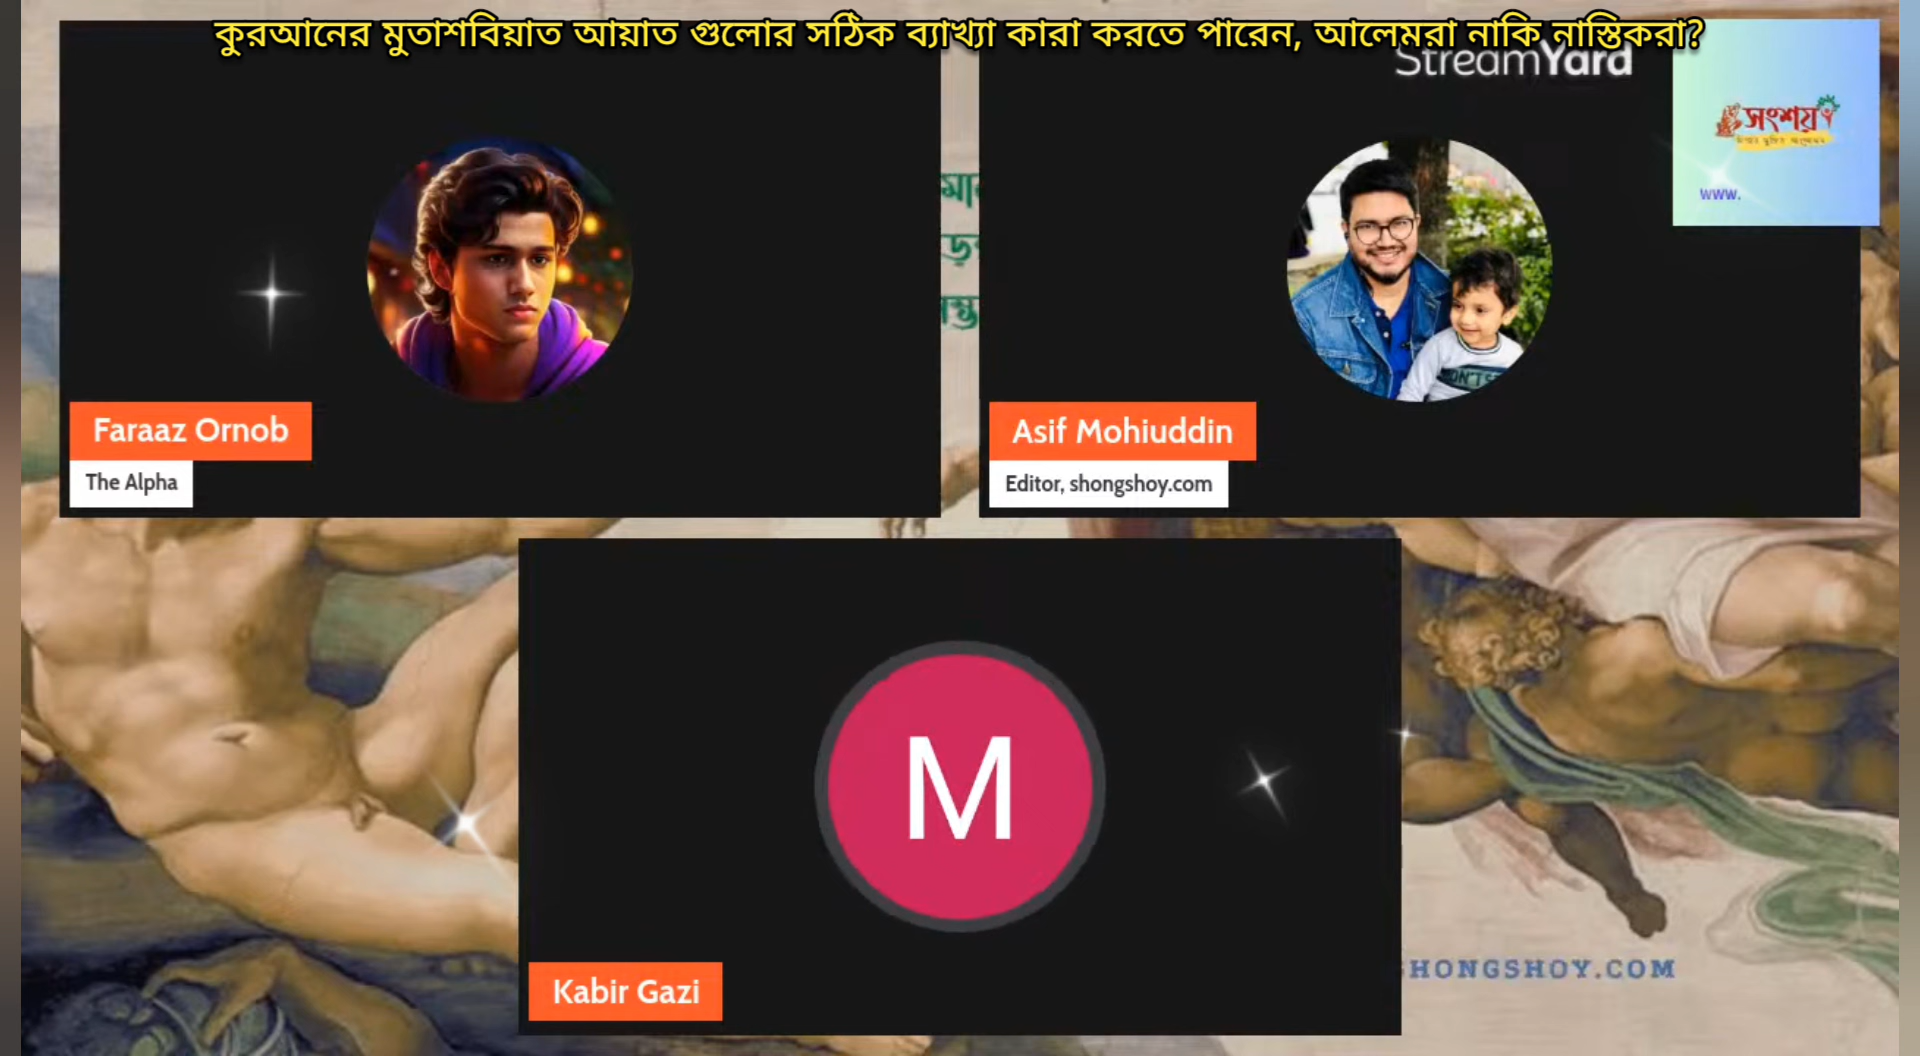 কুরআনের মুতাশবিয়াত আয়াত গুলোর সঠিক ব্যাখ্যা কারা করতে পারেন, আলেমরা নাকি নাস্তিকরা?
StreamYard
সংশয়
www.
Faraaz Ornob
The Alpha
Asif Mohiuddin
Editor, shongshoy.com
M
Kabir Gazi
HONGSHOY.COM